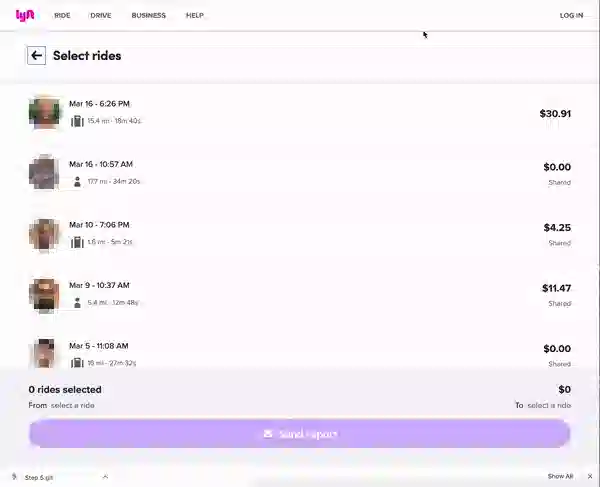 lyft RIDE DRIVE BUSINESS HELP LOG IN
Select rides
Mar 16 - 6:26 PM
15.4 mi - 18m 40s
$30.91
Mar 16 - 10:57 AM
17.7 mi - 34m 20s
$0.00
Shared
Mar 10 - 7:06 PM
1.6 mi - 5m 21s
$4.25
Shared
Mar 9 - 10:37 AM
5.4 mi - 12m 48s
$11.47
Shared
Mar 5 - 11:08 AM
16 mi - 27m 32s
$0.00
Shared
0 rides selected $0
From select a ride To select a ride
Send report
Step 5.gif Show All